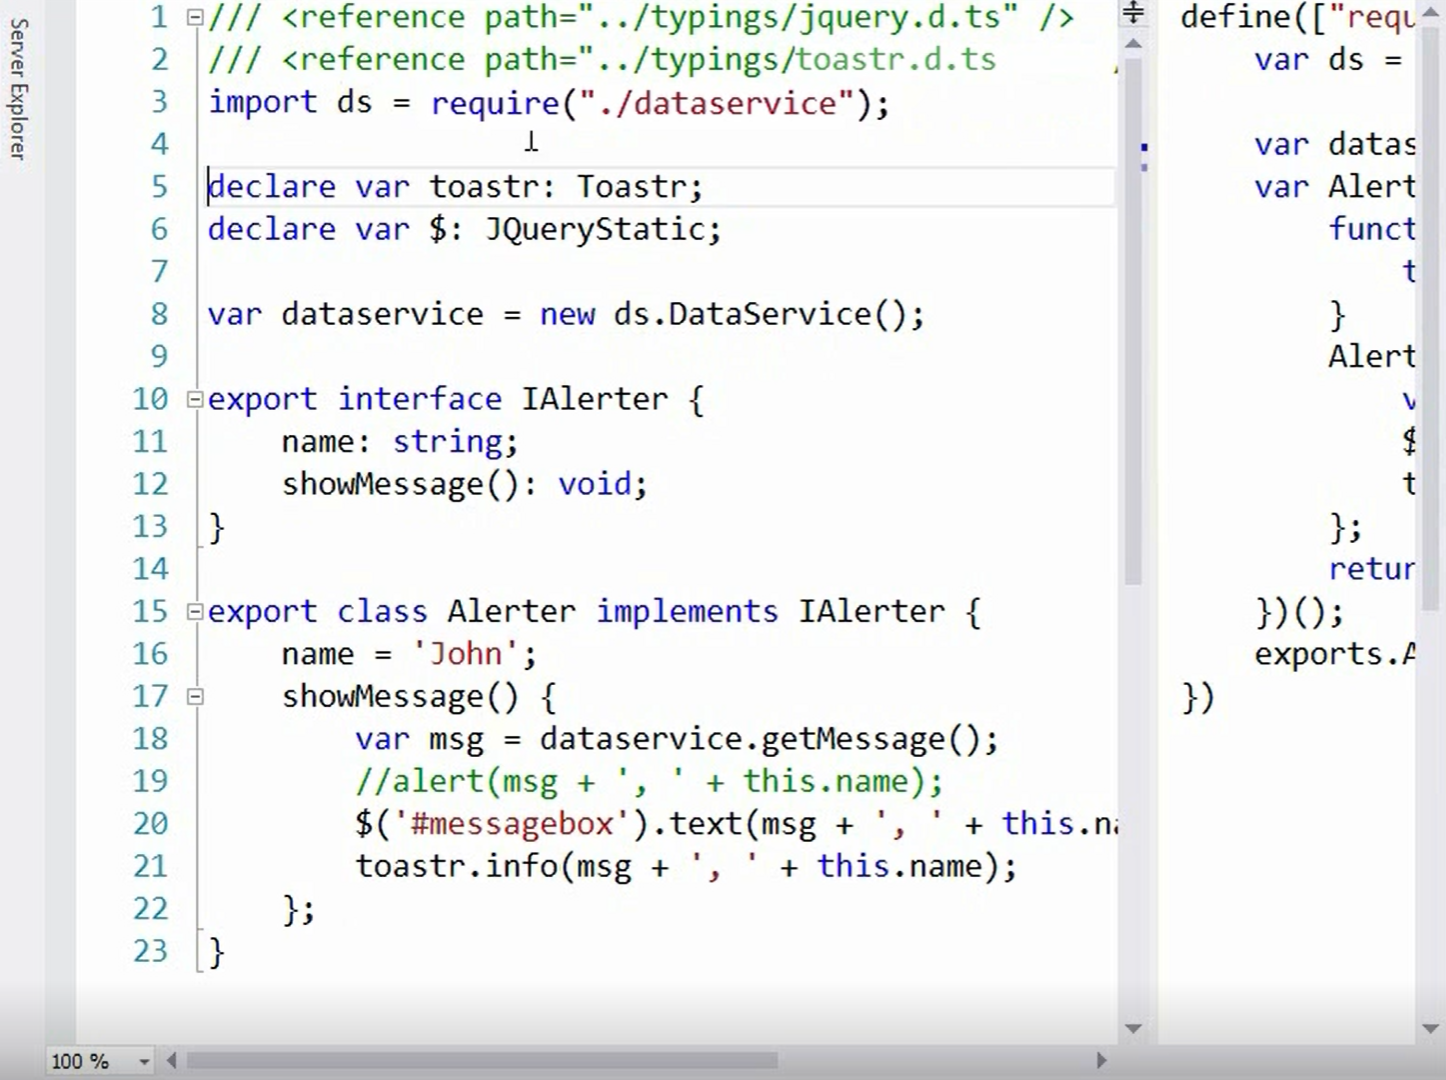 Server Explorer
1 /// <reference path="../typings/jquery.d.ts" />
2 /// <reference path="../typings/toastr.d.ts
3 import ds = require("./dataservice");
4
5 declare var toastr: Toastr;
6 declare var $: JQueryStatic;
7
8 var dataservice = new ds.DataService();
9
10 export interface IAlerter {
11 name: string;
12 showMessage(): void;
13 }
14
15 export class Alerter implements IAlerter {
16 name = 'John';
17 showMessage() {
18 var msg = dataservice.getMessage();
19 //alert(msg + ', ' + this.name);
20 $('#messagebox').text(msg + ', ' + this.na
21 toastr.info(msg + ', ' + this.name);
22 };
23 }
100 %
define(["requ
var ds =
var datas
var Alert
funct
t
}
Alert
v
$
t
};
retur
})();
exports.A
})